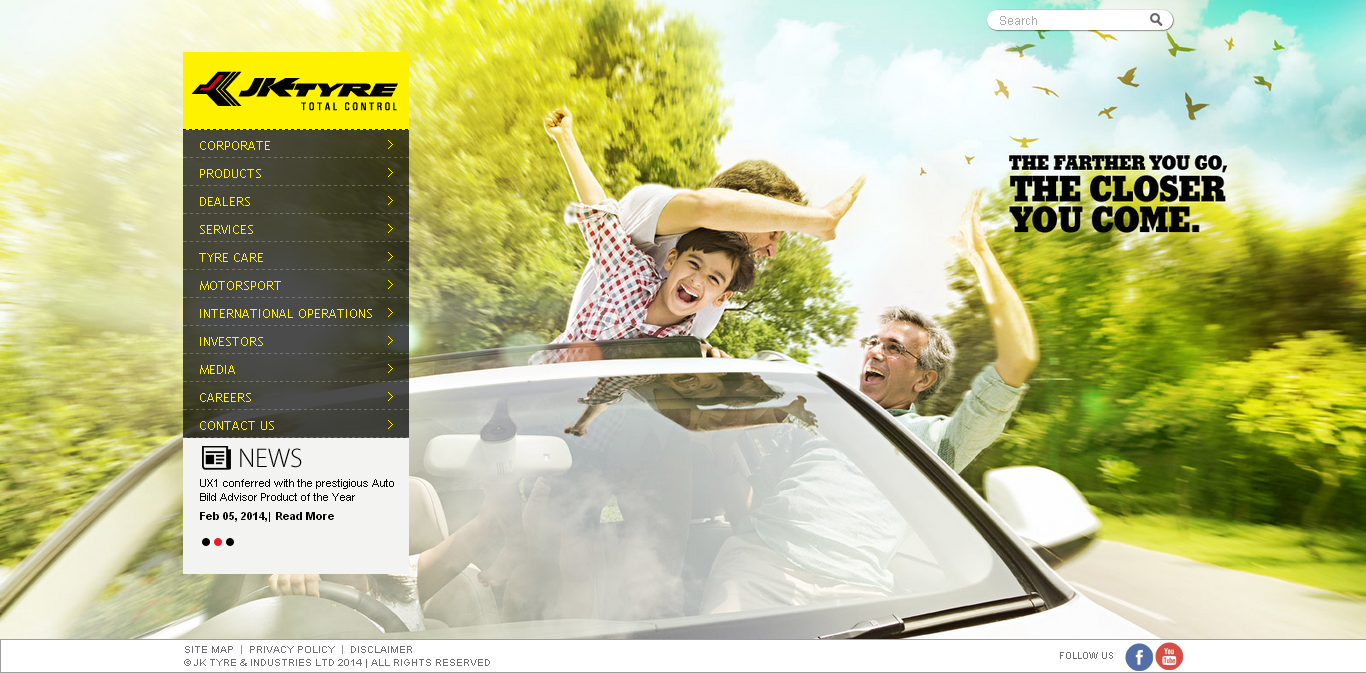 Search
JKTYRE
TOTAL CONTROL
CORPORATE
PRODUCTS
DEALERS
SERVICES
TYRE CARE
MOTORSPORT
INTERNATIONAL OPERATIONS
INVESTORS
MEDIA
CAREERS
CONTACT US
THE FARTHER YOU GO,
THE CLOSER
YOU COME.
NEWS
UX1 conferred with the prestigious Auto
Bild Advisor Product of the Year
Feb 05, 2014,| Read More
SITE MAP | PRIVACY POLICY | DISCLAIMER
© JK TYRE & INDUSTRIES LTD 2014 | ALL RIGHTS RESERVED
FOLLOW US
f
You
Tube